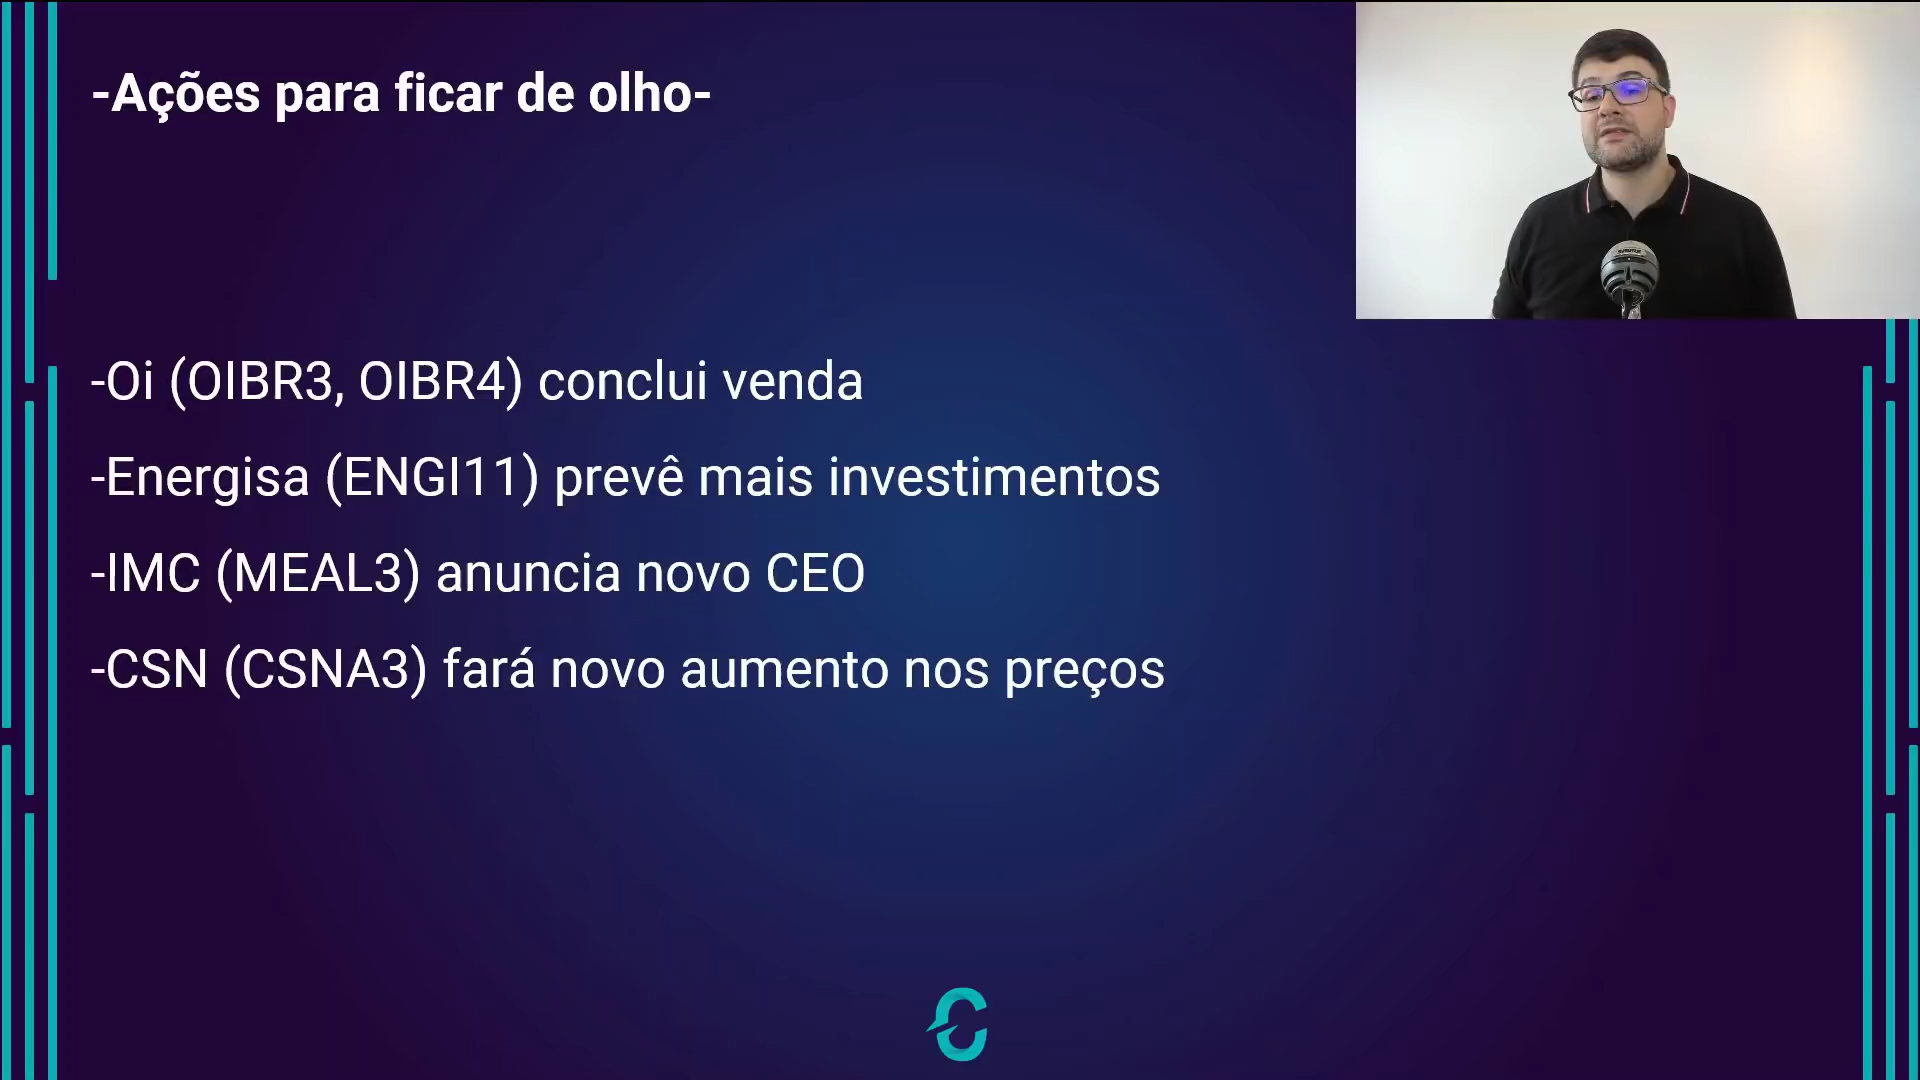 -Ações para ficar de olho-
-Oi (OIBR3, OIBR4) conclui venda
-Energisa (ENGI11) prevê mais investimentos
-IMC (MEAL3) anuncia novo CEO
-CSN (CSNA3) fará novo aumento nos preços